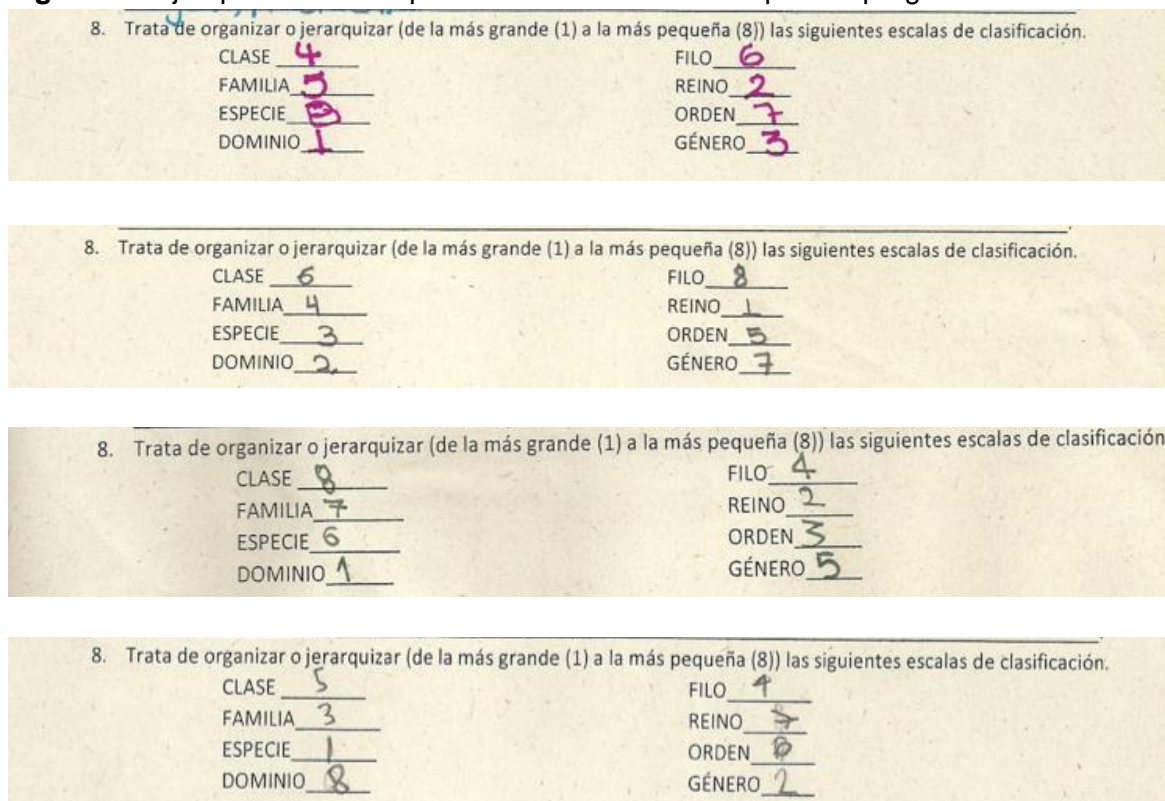 8. Trata de organizar o jerarquizar (de la más grande (1) a la más pequeña (8)) las siguientes escalas de clasificación.
CLASE 4 FILO 6
FAMILIA 5 REINO 2
ESPECIE ORDEN 7
DOMINIO 1 GÉNERO 3
8. Trata de organizar o jerarquizar (de la más grande (1) a la más pequeña (8)) las siguientes escalas de clasificación.
CLASE 6 FILO 8
FAMILIA 4 REINO 1
ESPECIE 3 ORDEN 5
DOMINIO 2 GÉNERO 7
8. Trata de organizar o jerarquizar (de la más grande (1) a la más pequeña (8)) las siguientes escalas de clasificación
CLASE 8 FILO 4
FAMILIA 7 REINO 2
ESPECIE 6 ORDEN 3
DOMINIO 1 GÉNERO 5
8. Trata de organizar o jerarquizar (de la más grande (1) a la más pequeña (8)) las siguientes escalas de clasificación.
CLASE 5 FILO 4
FAMILIA 3 REINO 7
ESPECIE 1 ORDEN
DOMINIO 8 GÉNERO 2